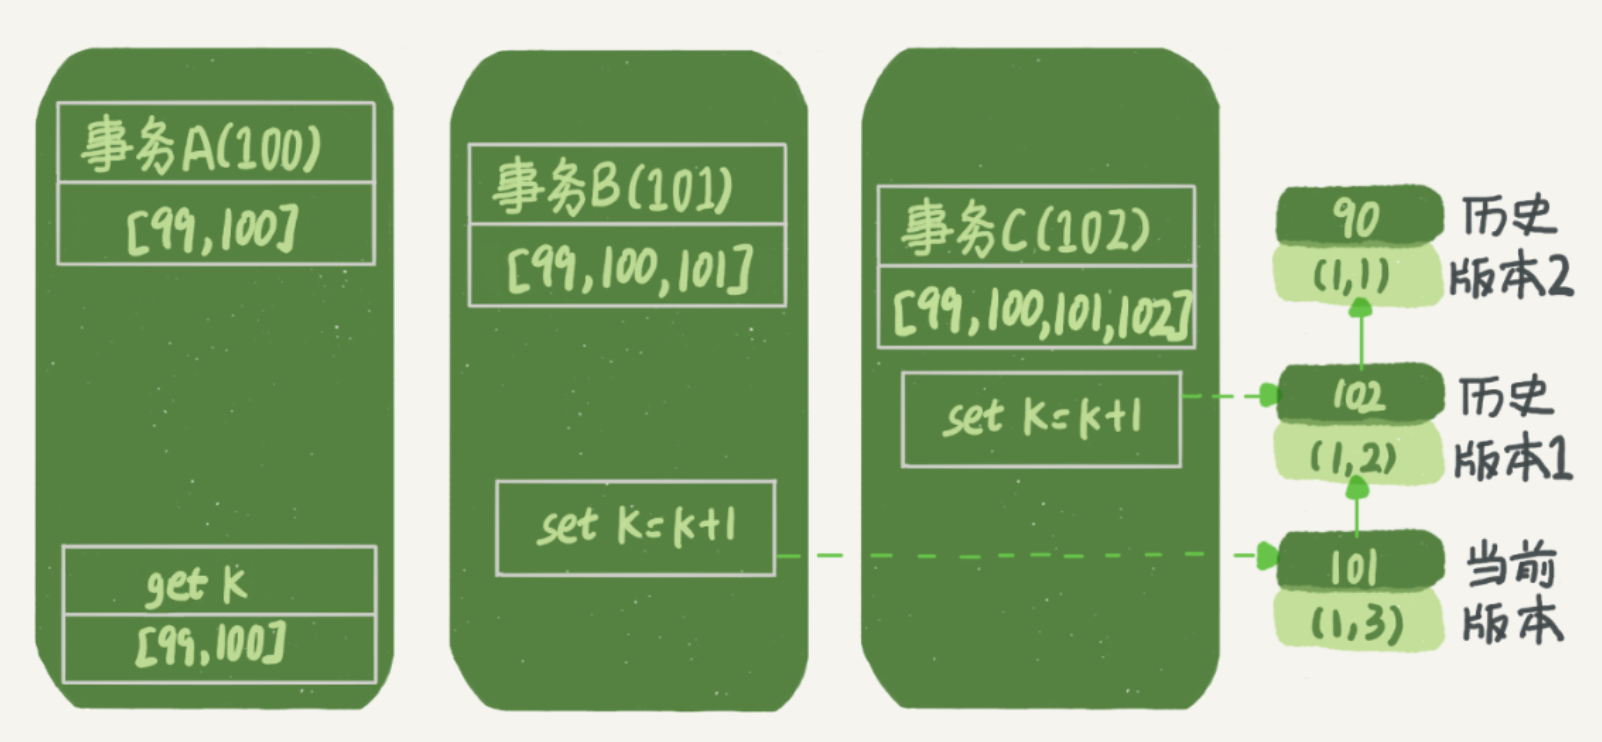 事务A(100)
[99,100]
get k
[99,100]
事务B(101)
[99,100,101]
set k=k+1
事务C(102)
[99,100,101,102]
set k=k+1
90
(1,1)
历史
版本2
102
(1,2)
历史
版本1
101
(1,3)
当前
版本